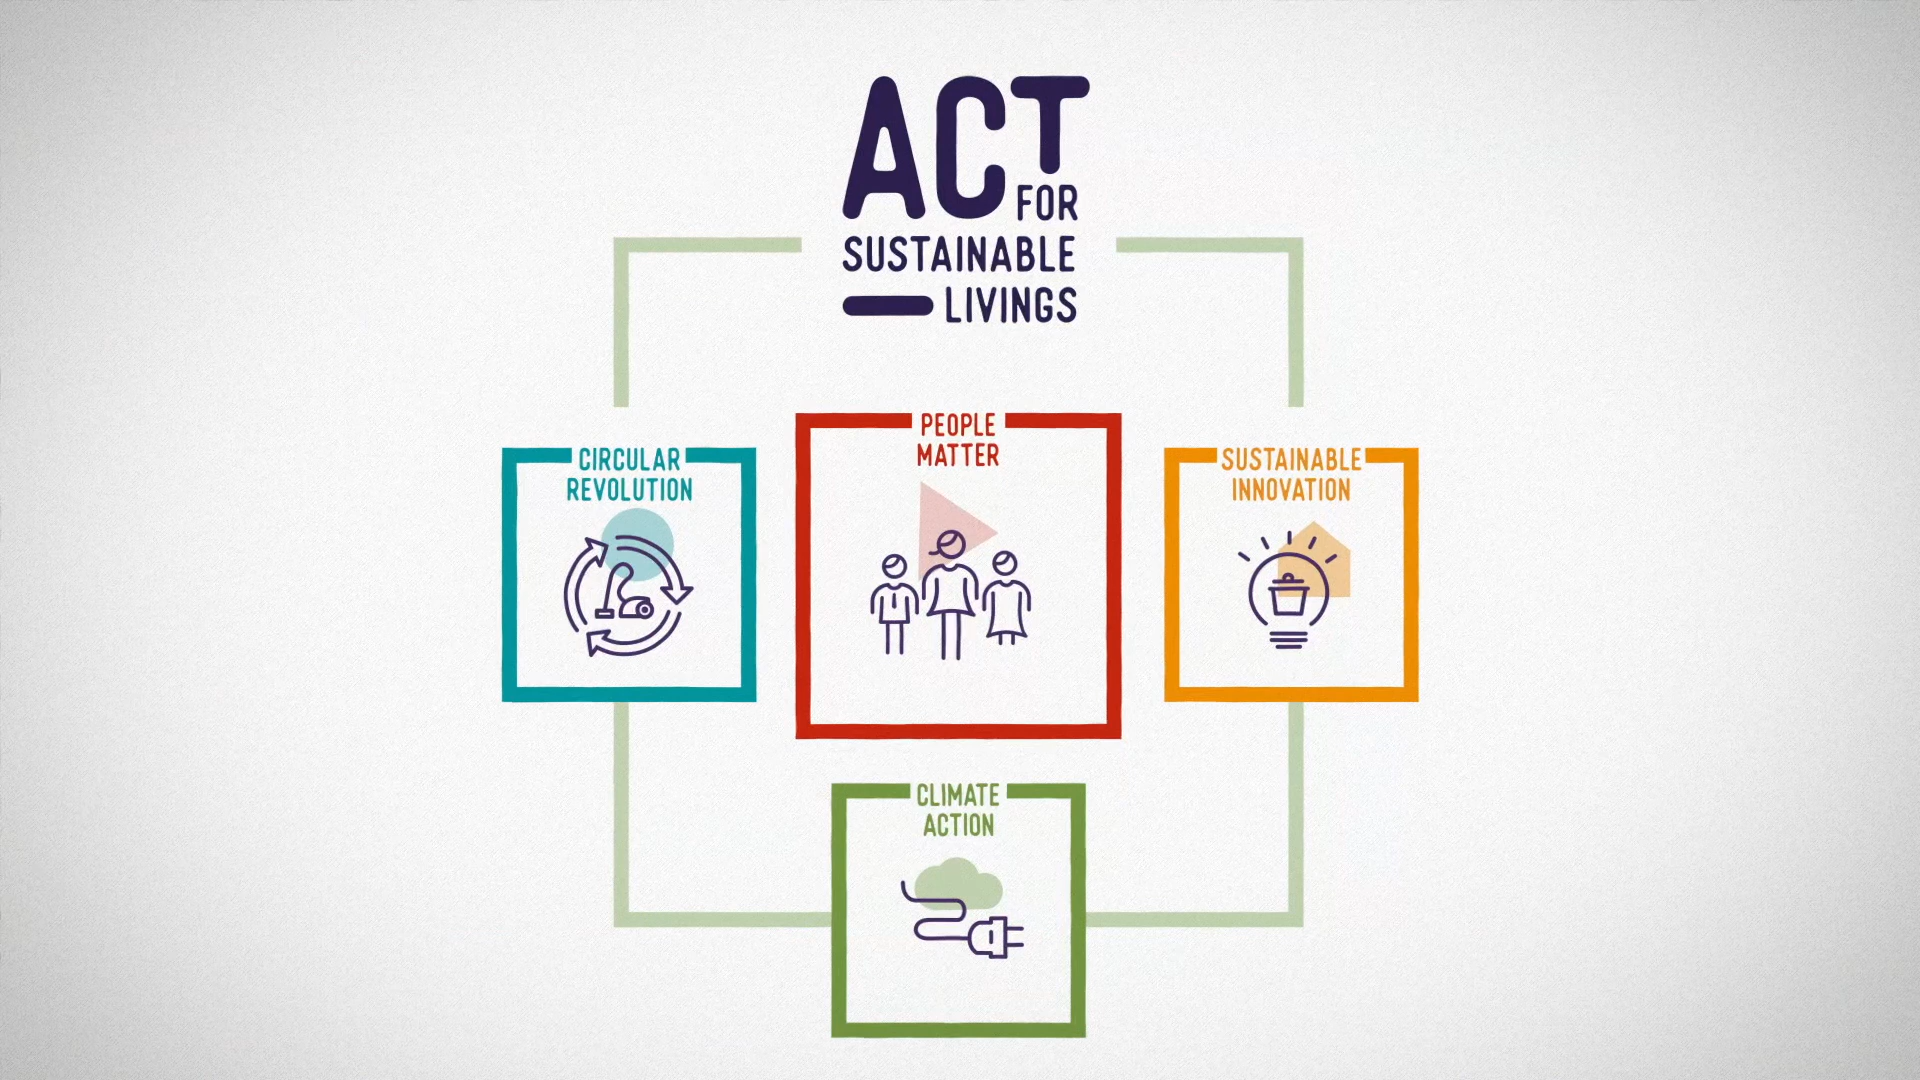 ACT
FOR
SUSTAINABLE
LIVINGS
PEOPLE
MATTER
CIRCULAR
REVOLUTION
SUSTAINABLE
INNOVATION
CLIMATE
ACTION